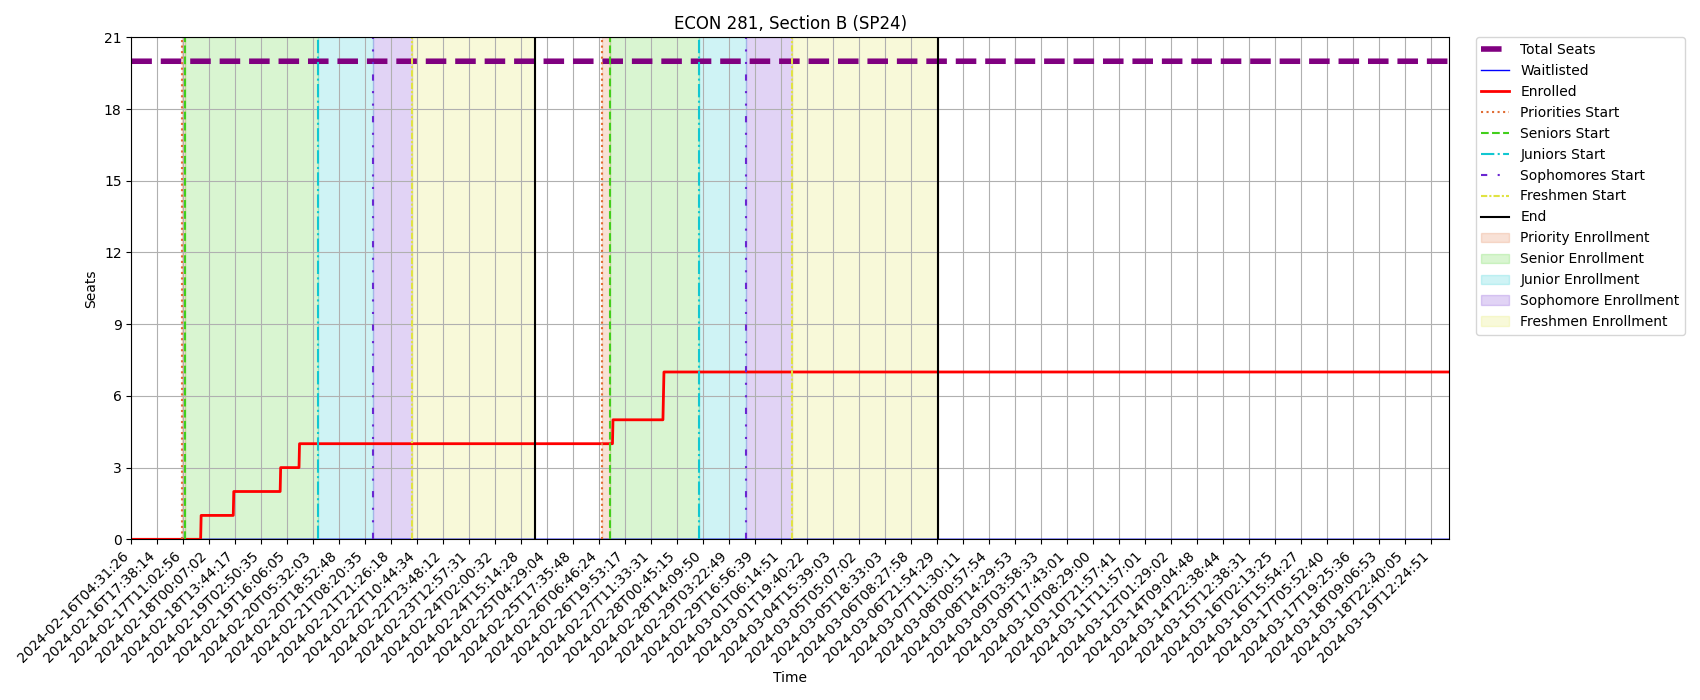 ECON 281, Section B (SP24)
Seats
21
18
15
12
9
6
3
0
2024-02-16T04:31:26
2024-02-16T17:38:14
2024-02-17T11:02:56
2024-02-18T00:07:02
2024-02-18T13:44:17
2024-02-19T02:50:35
2024-02-19T16:06:05
2024-02-20T05:32:03
2024-02-20T18:52:48
2024-02-21T08:20:35
2024-02-21T21:26:18
2024-02-22T10:44:34
2024-02-22T23:48:12
2024-02-23T12:57:31
2024-02-24T02:00:32
2024-02-24T15:14:28
2024-02-25T04:29:04
2024-02-25T17:35:48
2024-02-26T06:46:24
2024-02-26T19:53:17
2024-02-27T11:33:31
2024-02-28T00:45:15
2024-02-28T14:09:50
2024-02-29T03:22:49
2024-02-29T16:56:39
2024-03-01T06:14:51
2024-03-01T19:40:22
2024-03-04T15:39:03
2024-03-05T05:07:02
2024-03-05T18:33:03
2024-03-06T08:27:58
2024-03-06T21:54:29
2024-03-07T11:30:11
2024-03-08T00:57:54
2024-03-08T14:29:53
2024-03-09T03:58:33
2024-03-09T17:43:01
2024-03-10T08:29:00
2024-03-10T21:57:41
2024-03-11T11:57:01
2024-03-12T01:29:02
2024-03-14T09:04:48
2024-03-14T22:38:44
2024-03-15T12:38:31
2024-03-16T02:13:25
2024-03-16T15:54:27
2024-03-17T05:52:40
2024-03-17T19:25:36
2024-03-18T09:06:53
2024-03-18T22:40:05
2024-03-19T12:24:51
Time
Total Seats
Waitlisted
Enrolled
Priorities Start
Seniors Start
Juniors Start
Sophomores Start
Freshmen Start
End
Priority Enrollment
Senior Enrollment
Junior Enrollment
Sophomore Enrollment
Freshmen Enrollment